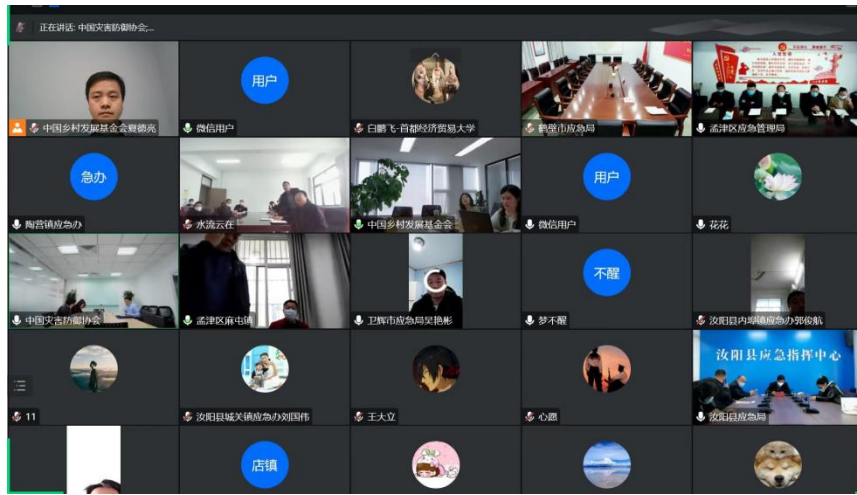 正在讲话: 中国灾害防御协会;...
中国乡村发展基金会夏德亮
用户
微信用户
白鹏飞-首都经济贸易大学
鹤壁市应急局
孟津区应急管理局
急办
陶营镇应急办
水流云在
中国乡村发展基金会
用户
微信用户
花花
中国灾害防御协会
孟津区麻屯镇
卫辉市应急局吴艳彬
不醒
梦不醒
汝阳县内埠镇应急办郭俊航
11
汝阳县城关镇应急办刘国伟
王大立
心愿
汝阳县应急指挥中心
汝阳县应急局
店镇